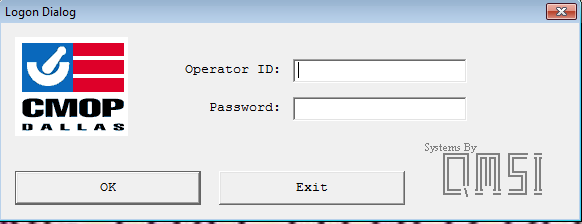 Logon Dialog
CMOP
DALLAS
Operator ID:
Password:
OK
Exit
Systems By
QMSI